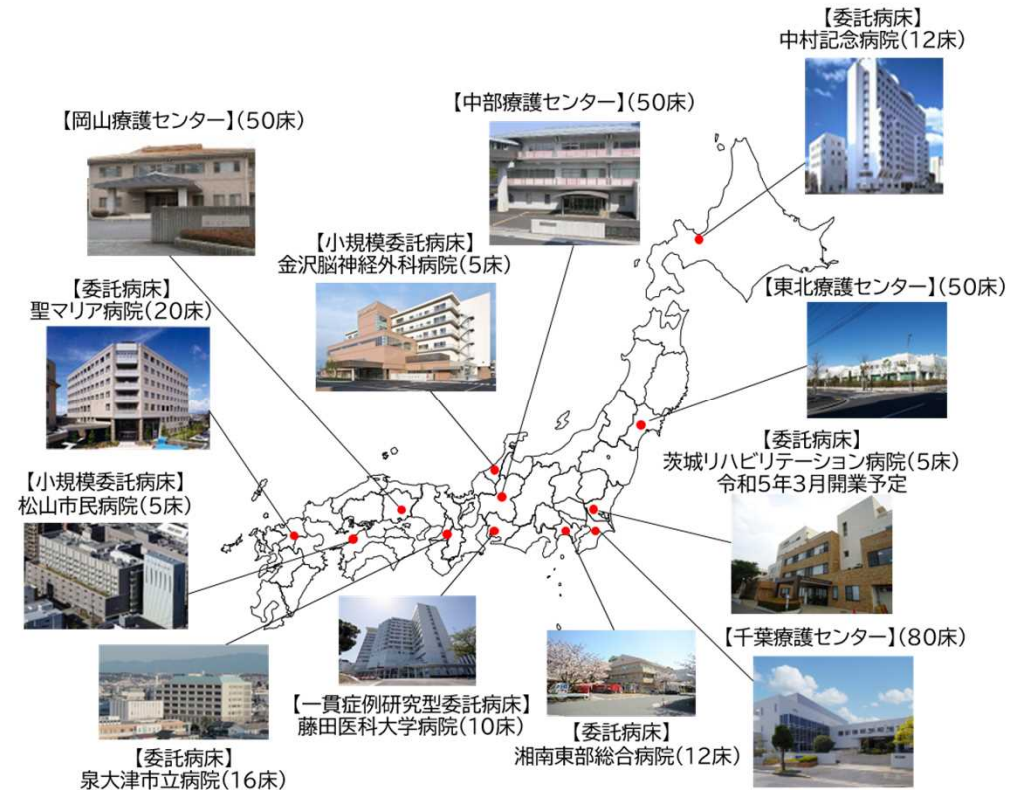 【委託病床】
中村記念病院(12床)
【中部療護センター】(50床)
【岡山療護センター】(50床)
【小規模委託病床】
金沢脳神経外科病院(5床)
【委託病床】
聖マリア病院(20床)
【東北療護センター】(50床)
【委託病床】
茨城リハビリテーション病院(5床)
令和5年3月開業予定
【小規模委託病床】
松山市民病院(5床)
【千葉療護センター】(80床)
【一貫症例研究型委託病床】
藤田医科大学病院(10床)
【委託病床】
湘南東部総合病院(12床)
【委託病床】
泉大津市立病院(16床)